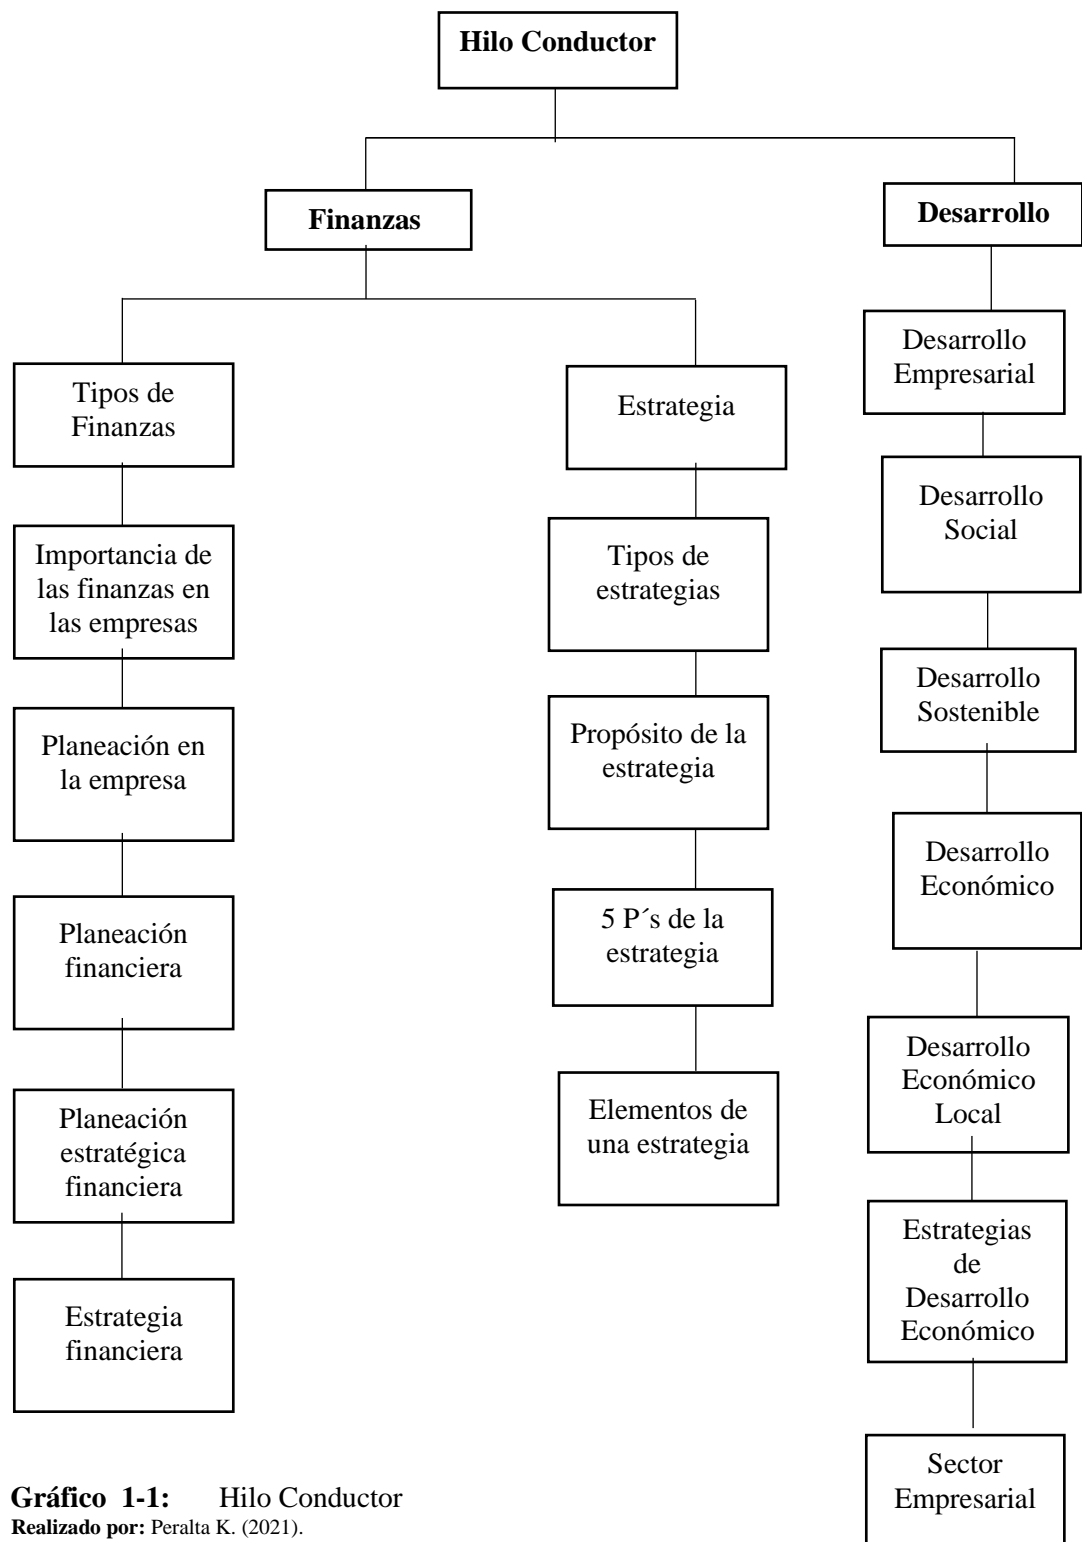 Hilo Conductor
Finanzas
Desarrollo
Tipos de
Finanzas
Importancia de
las finanzas en
las empresas
Planeación en
la empresa
Planeación
financiera
Planeación
estratégica
financiera
Estrategia
financiera
Estrategia
Tipos de
estrategias
Propósito de la
estrategia
5 P´s de la
estrategia
Elementos de
una estrategia
Desarrollo
Empresarial
Desarrollo
Social
Desarrollo
Sostenible
Desarrollo
Económico
Desarrollo
Económico
Local
Estrategias
de
Desarrollo
Económico
Sector
Empresarial
Gráfico 1-1: Hilo Conductor
Realizado por: Peralta K. (2021).